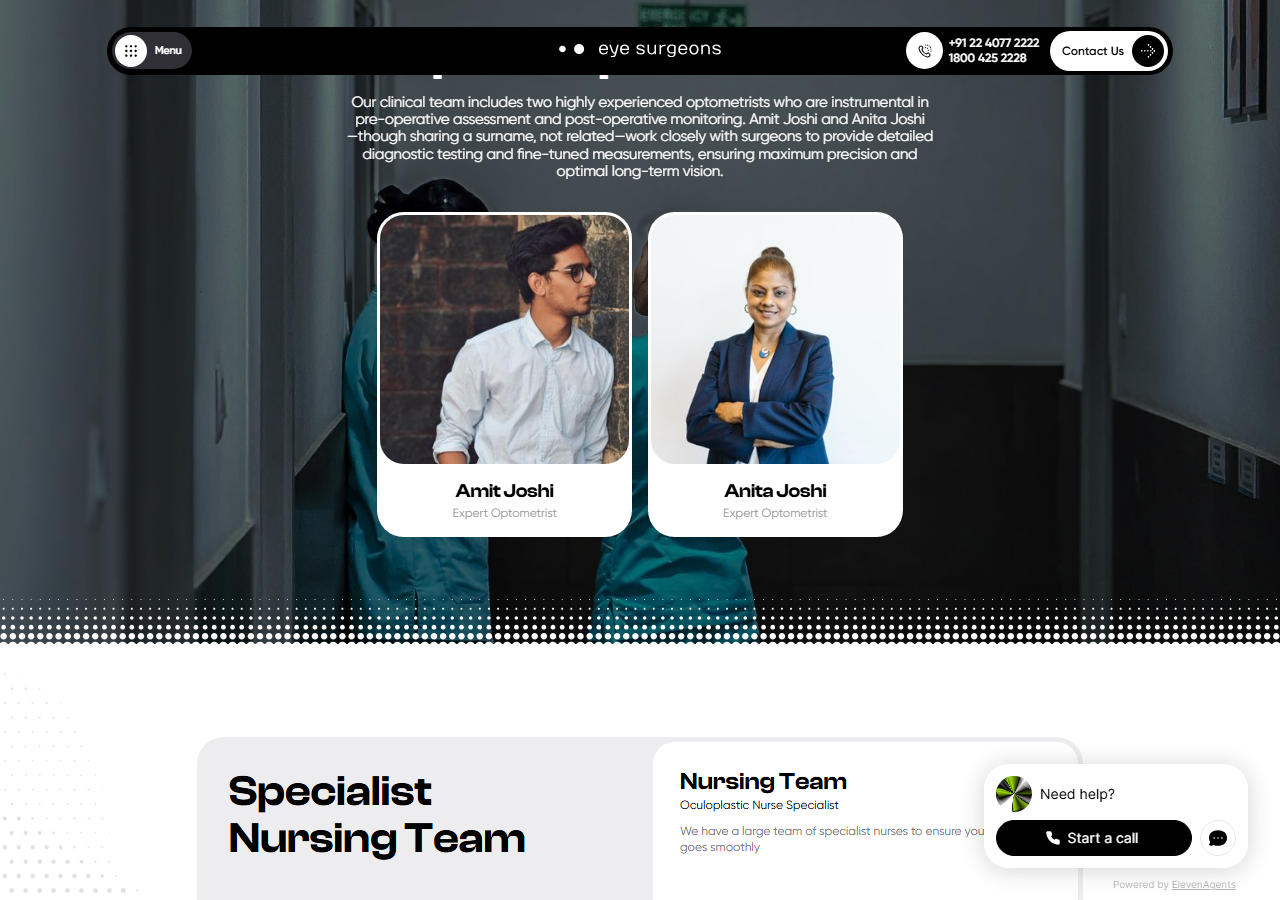 EMERGENCY
Menu
eye surgeons
+91 22 4077 2222
1800 425 2228
Contact Us
Our clinical team includes two highly experienced optometrists who are instrumental in
pre-operative assessment and post-operative monitoring. Amit Joshi and Anita Joshi
—though sharing a surname, not related—work closely with surgeons to provide detailed
diagnostic testing and fine-tuned measurements, ensuring maximum precision and
optimal long-term vision.
Amit Joshi
Expert Optometrist
Anita Joshi
Expert Optometrist
Specialist
Nursing Team
Nursing Team
Oculoplastic Nurse Specialist
We have a large team of specialist nurses to ensure you
goes smoothly
Need help?
Start a call
Powered by ElevenAgents